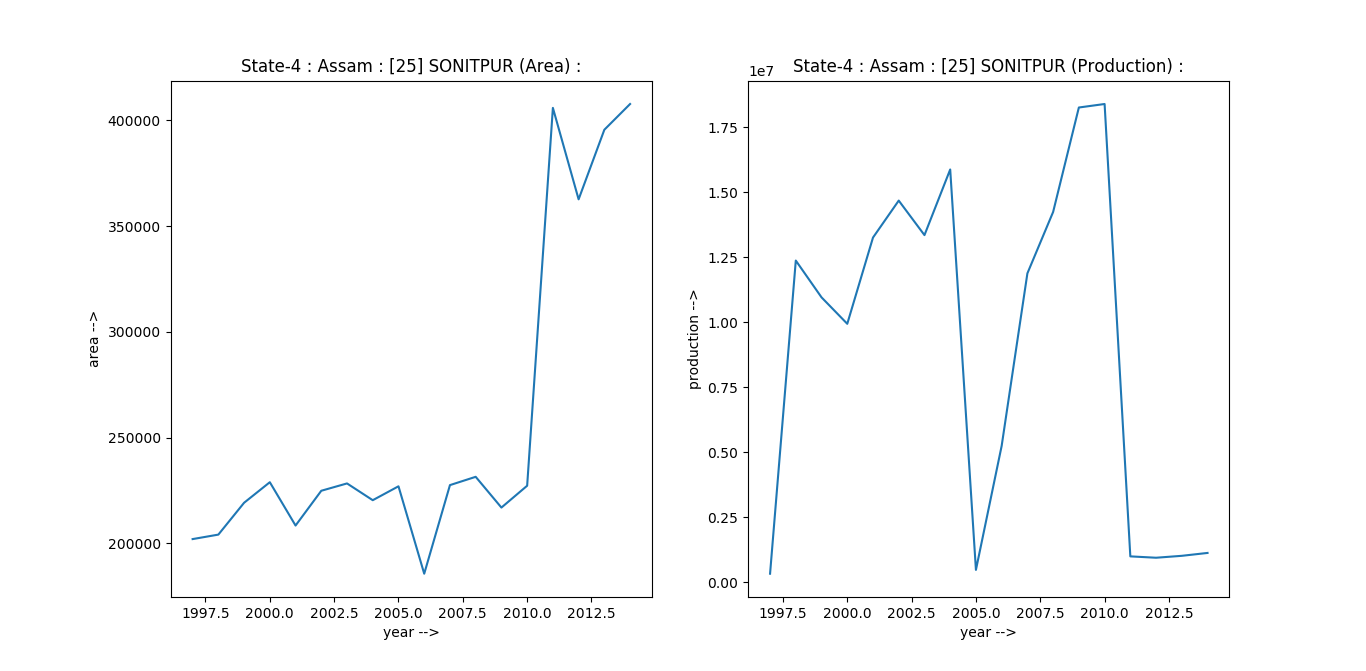 State-4 : Assam : [25] SONITPUR (Area) :
400000
350000
300000
250000
200000
area -->
1997.5 2000.0 2002.5 2005.0 2007.5 2010.0 2012.5
year -->
State-4 : Assam : [25] SONITPUR (Production) :
1e7
1.75
1.50
1.25
1.00
0.75
0.50
0.25
0.00
production -->
1997.5 2000.0 2002.5 2005.0 2007.5 2010.0 2012.5
year -->